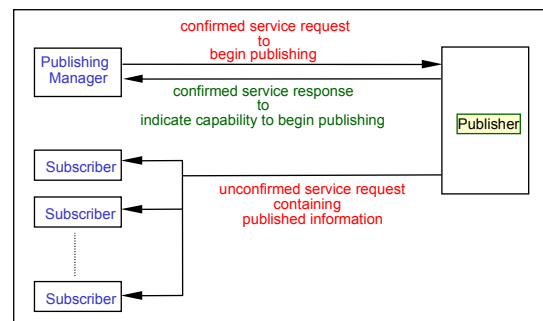 confirmed service request
to
begin publishing
Publishing
Manager
confirmed service response
to
indicate capability to begin publishing
Publisher
Subscriber
unconfirmed service request
containing
published information
Subscriber
Subscriber